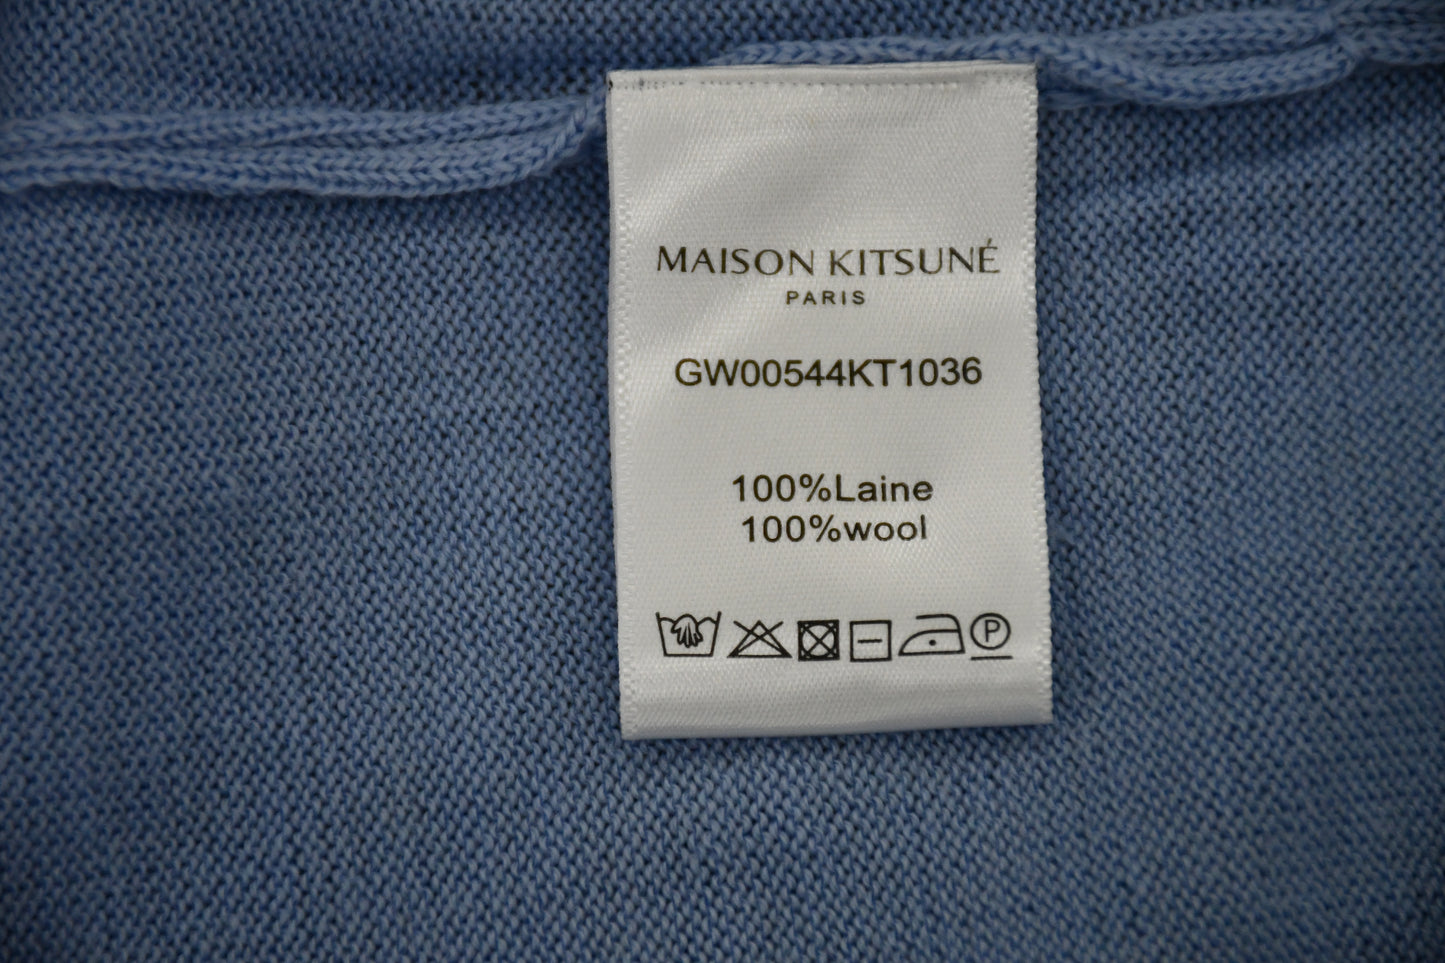 MAISON KITSUNÉ
PARIS
GW00544KT1036
100%Laine
100%wool
P